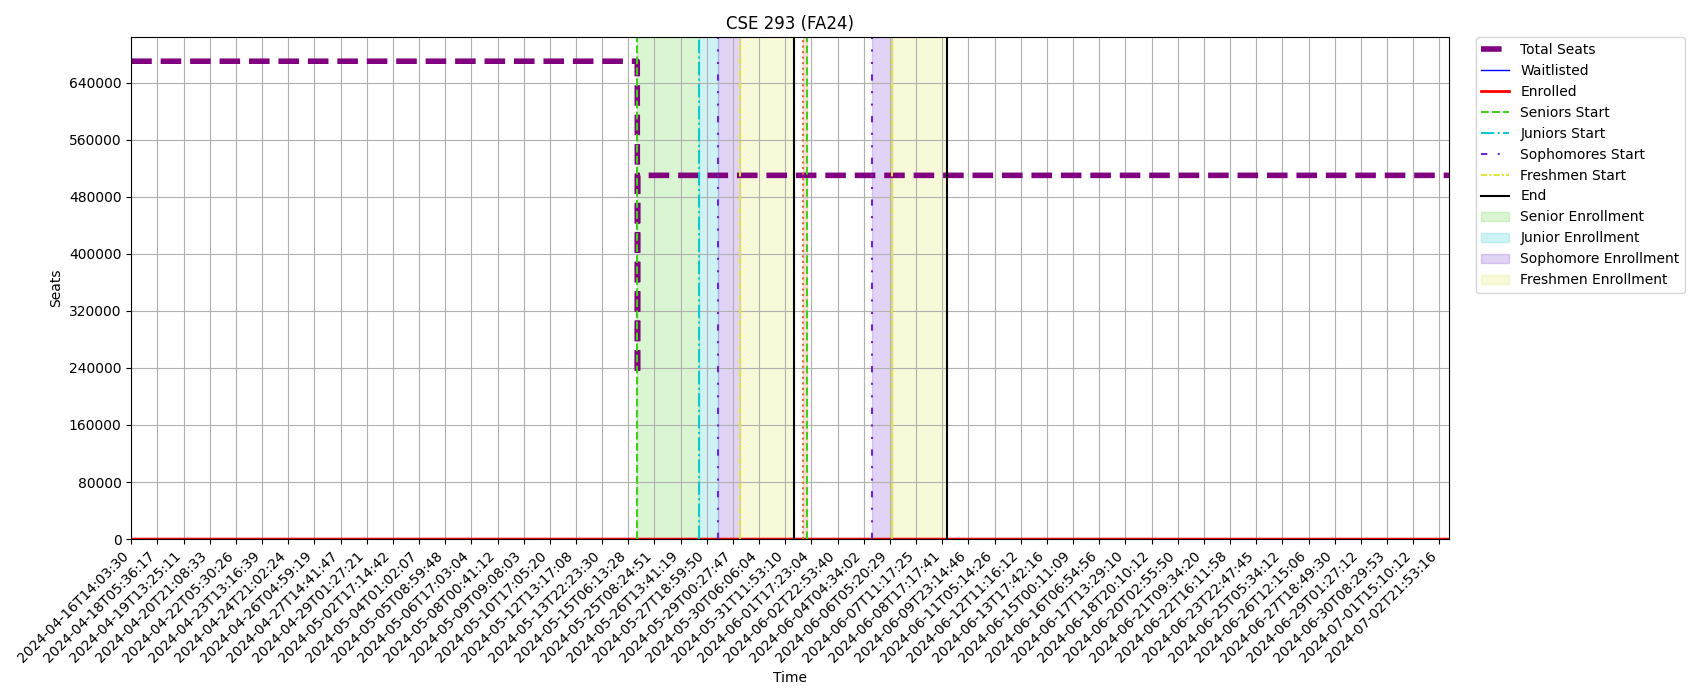 CSE 293 (FA24)
Seats
640000
560000
480000
400000
320000
240000
160000
80000
0
2024-04-16T14:03:30
2024-04-18T05:36:17
2024-04-19T13:25:11
2024-04-20T21:08:33
2024-04-22T05:30:26
2024-04-23T13:16:39
2024-04-24T21:02:24
2024-04-26T04:59:19
2024-04-27T14:41:47
2024-04-29T01:27:21
2024-05-02T17:14:42
2024-05-04T01:02:07
2024-05-05T08:59:48
2024-05-06T17:03:04
2024-05-08T00:41:12
2024-05-09T09:08:03
2024-05-10T17:05:20
2024-05-12T13:17:08
2024-05-13T22:23:30
2024-05-15T06:13:28
2024-05-25T08:24:51
2024-05-26T13:41:19
2024-05-27T18:59:50
2024-05-29T00:27:47
2024-05-30T06:06:04
2024-05-31T11:53:10
2024-06-01T17:23:04
2024-06-02T22:53:40
2024-06-04T04:34:02
2024-06-06T05:20:29
2024-06-07T11:17:25
2024-06-08T17:17:41
2024-06-09T23:14:46
2024-06-11T05:14:26
2024-06-12T11:16:12
2024-06-13T17:42:16
2024-06-15T00:11:09
2024-06-16T06:54:56
2024-06-17T13:29:10
2024-06-18T20:10:12
2024-06-20T02:55:50
2024-06-21T09:34:20
2024-06-22T16:11:58
2024-06-23T22:47:45
2024-06-25T05:34:12
2024-06-26T12:15:06
2024-06-27T18:49:30
2024-06-29T01:27:12
2024-06-30T08:29:53
2024-07-01T15:10:12
2024-07-02T21:53:16
Time
Total Seats
Waitlisted
Enrolled
Seniors Start
Juniors Start
Sophomores Start
Freshmen Start
End
Senior Enrollment
Junior Enrollment
Sophomore Enrollment
Freshmen Enrollment